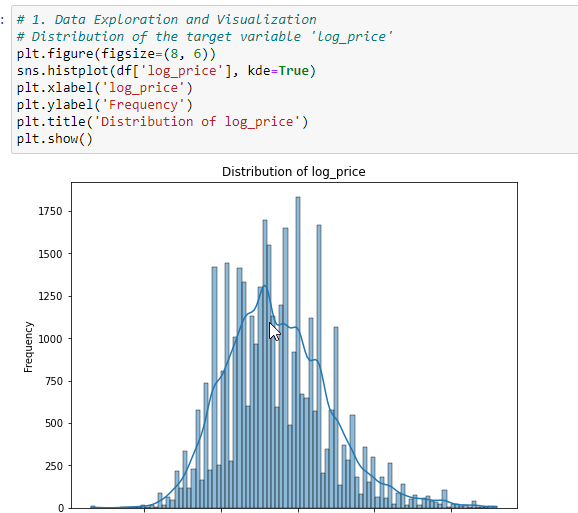 : # 1. Data Exploration and Visualization
# Distribution of the target variable 'log_price'
plt.figure(figsize=(8, 6))
sns.histplot(df['log_price'], kde=True)
plt.xlabel('log_price')
plt.ylabel('Frequency')
plt.title('Distribution of log_price')
plt.show()
Distribution of log_price
1750
1500
1250
1000
750
500
250
0
Frequency